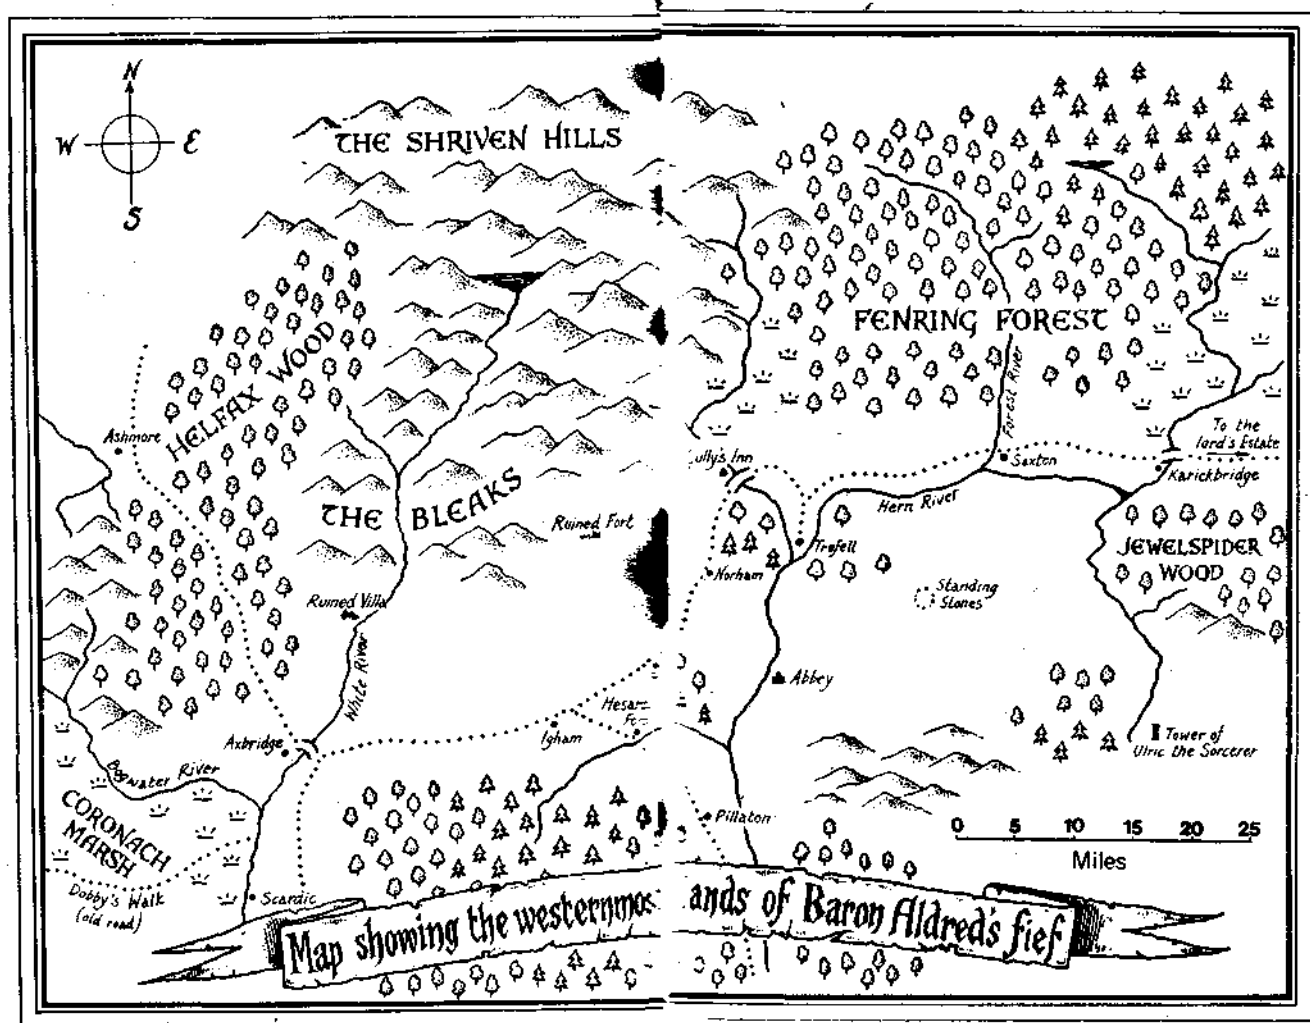 N
W
E
S
THE SHRIVEN HILLS
FENRING FOREST
HELFAX WOOD
Forest River
To the
lord's Estate
Ashmore
ully's Inn
Saxton
Karickbridge
THE BLEAKS
Hern River
Ruined Fort
JEWELSPIDER
WOOD
Trefell
Norham
Standing
Stones
Ruined Villa
White River
Abbey
Igham
Axbridge
Tower of
Ulric the Sorcerer
Bogwater River
CORONACH
MARSH
Pillaton
0 5 10 15 20 25
Miles
Dobby's Walk
(old road)
Scardic
Map showing the westernmos ands of Baron Aldred's fief